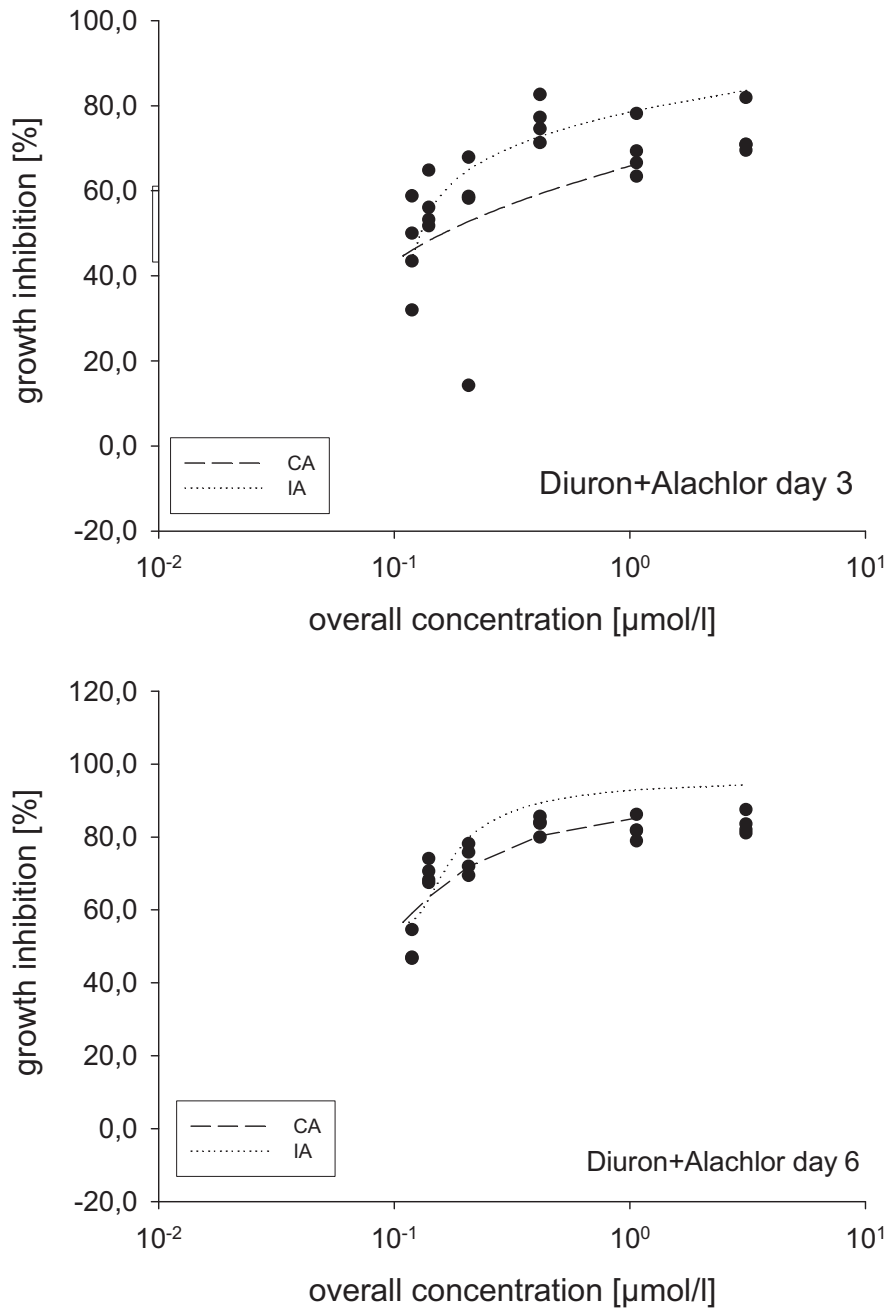 100,0
80,0
60,0
40,0
20,0
0,0
-20,0
growth inhibition [%]
CA
IA
Diuron+Alachlor day 3
10-2
10-1
100
101
overall concentration [µmol/l]
120,0
100,0
80,0
60,0
40,0
20,0
0,0
-20,0
growth inhibition [%]
CA
IA
Diuron+Alachlor day 6
10-2
10-1
100
101
overall concentration [µmol/l]